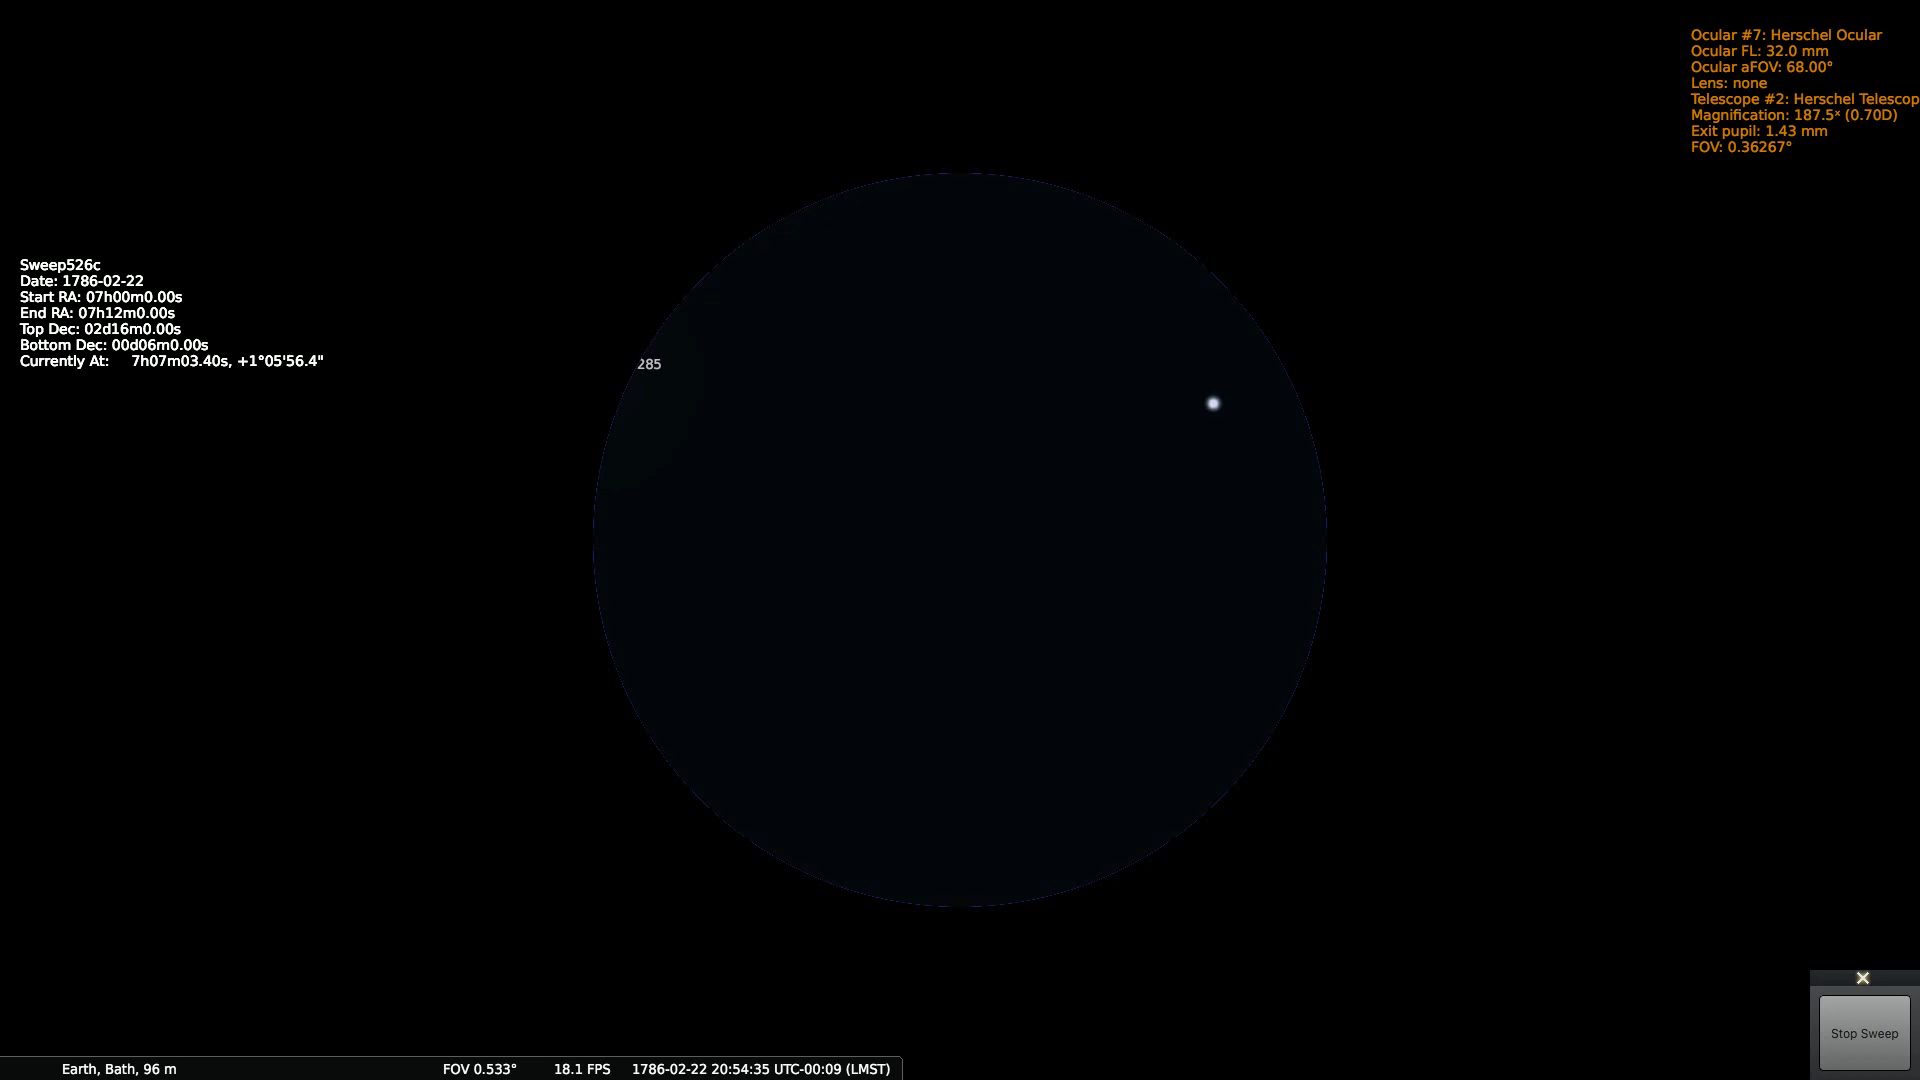 Ocular #7: Herschel Ocular
Ocular FL: 32.0 mm
Ocular aFOV: 68.00°
Lens: none
Telescope #2: Herschel Telescop
Magnification: 187.5ˣ (0.70D)
Exit pupil: 1.43 mm
FOV: 0.36267°
Sweep526c
Date: 1786-02-22
Start RA: 07h00m0.00s
End RA: 07h12m0.00s
Top Dec: 02d16m0.00s
Bottom Dec: 00d06m0.00s
Currently At: 7h07m03.40s, +1°05'56.4"
285
Stop Sweep
Earth, Bath, 96 m FOV 0.533° 18.1 FPS 1786-02-22 20:54:35 UTC-00:09 (LMST)